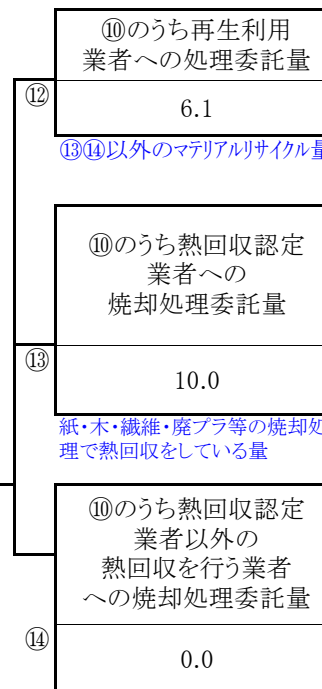 ⑩のうち再生利用
業者への処理委託量
⑫
6.1
⑬⑭以外のマテリアルリサイクル量
⑩のうち熱回収認定
業者への
焼却処理委託量
⑬
10.0
紙・木・繊維・廃プラ等の焼却処
理で熱回収をしている量
⑩のうち熱回収認定
業者以外の
熱回収を行う業者
への焼却処理委託量
⑭
0.0